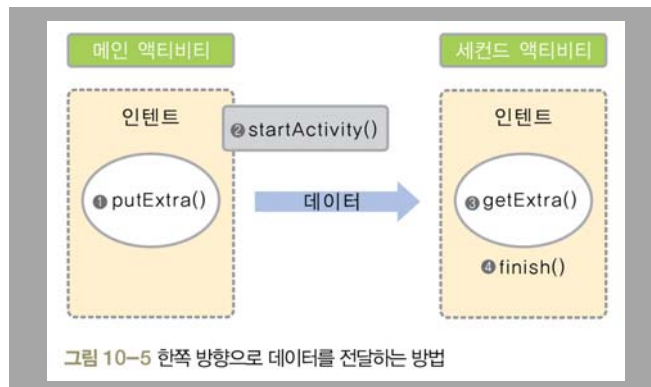 메인 액티비티
세컨드 액티비티
인텐트
인텐트
❷startActivity()
❶putExtra()
데이터
❸getExtra()
❹finish()
그림 10-5 한쪽 방향으로 데이터를 전달하는 방법